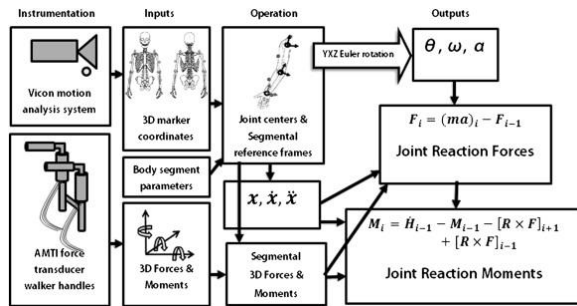 Instrumentation
Inputs
Operation
Outputs
Vicon motion
analysis system
3D marker
coordinates
Joint centers &
Segmental
reference frames
YXZ Euler rotation
θ, ω, α
F_i = (ma)_i − F_{i−1}
Joint Reaction Forces
Body segment
parameters
x, ẋ, ẍ
M_i = Ḣ_{i−1} − M_{i−1} − [R × F]_{i+1}
+ [R × F]_{i−1}
Joint Reaction Moments
AMTI force
transducer
walker handles
3D Forces &
Moments
Segmental
3D Forces &
Moments